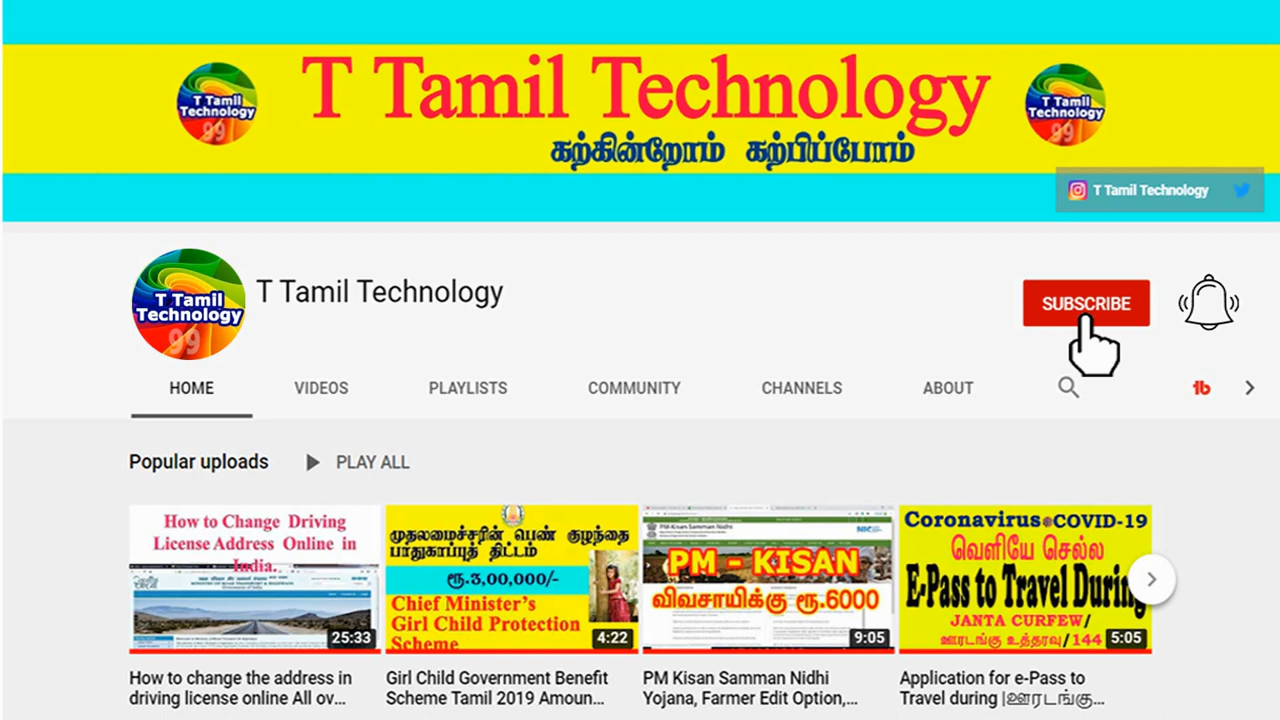 T Tamil Technology
கற்கின்றோம் கற்பிப்போம்
T Tamil
Technology
99
T Tamil
Technology
99
T Tamil Technology
T Tamil
Technology
99
T Tamil Technology
SUBSCRIBE
HOME VIDEOS PLAYLISTS COMMUNITY CHANNELS ABOUT
Popular uploads PLAY ALL
How to Change Driving
License Address Online in
India.
25:33
முதலமைச்சரின் பெண் குழந்தை
பாதுகாப்புத் திட்டம்
ரூ.3,00,000/-
Chief Minister's
Girl Child Protection
Scheme
4:22
PM-Kisan Samman Nidhi
NIC
PM - KISAN
விவசாயிக்கு ரூ.6000
9:05
Coronavirus COVID-19
வெளியே செல்ல
E-Pass to Travel During
JANTA CURFEW/
ஊரடங்கு உத்தரவு/144
5:05
How to change the address in
driving license online All ov...
Girl Child Government Benefit
Scheme Tamil 2019 Amoun...
PM Kisan Samman Nidhi
Yojana, Farmer Edit Option,...
Application for e-Pass to
Travel during |ஊரடங்கு...